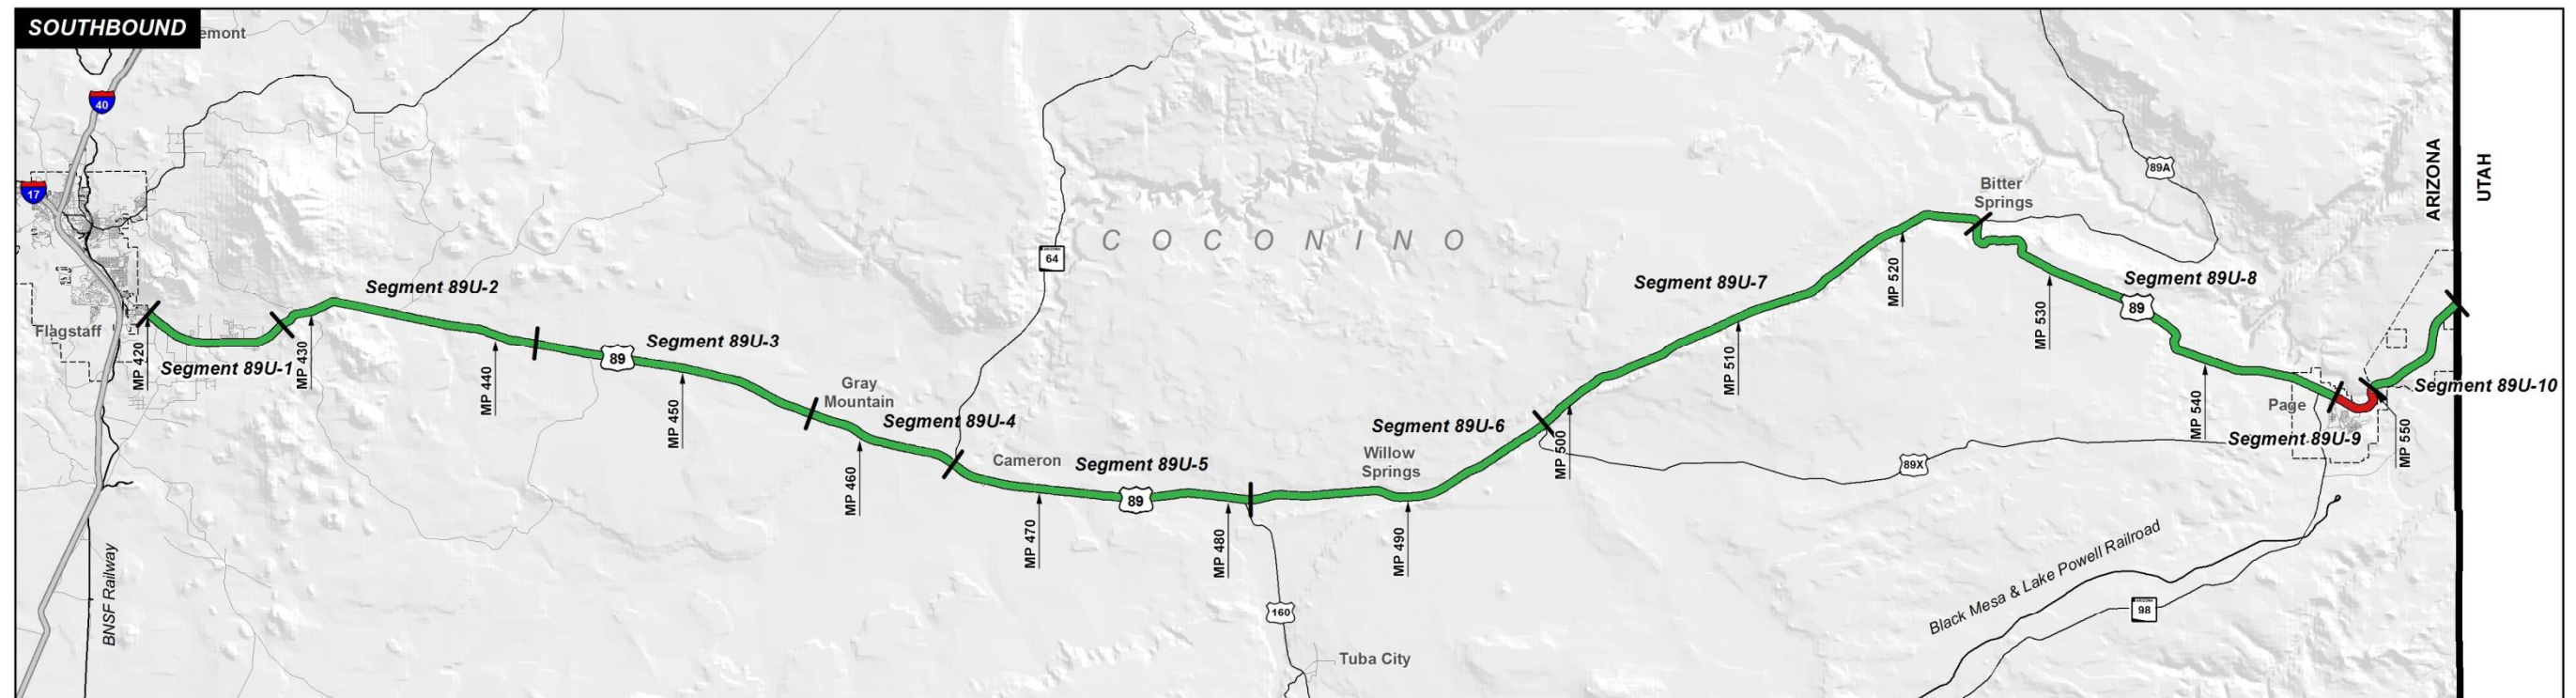 SOUTHBOUND
emont
40
17
Flagstaff
MP 420
Segment 89U-1
MP 430
Segment 89U-2
MP 440
89
Segment 89U-3
MP 450
Gray
Mountain
MP 460
Segment 89U-4
ARIZONA
64
COCONINO
Cameron
MP 470
Segment 89U-5
89
MP 480
160
Tuba City
Willow
Springs
MP 490
Segment 89U-6
MP 500
Segment 89U-7
MP 510
MP 520
Bitter
Springs
89A
MP 530
Segment 89U-8
89
89X
MP 540
Page
Segment 89U-9
MP 550
Segment 89U-10
ARIZONA
UTAH
BNSF Railway
Black Mesa & Lake Powell Railroad
ARIZONA
98